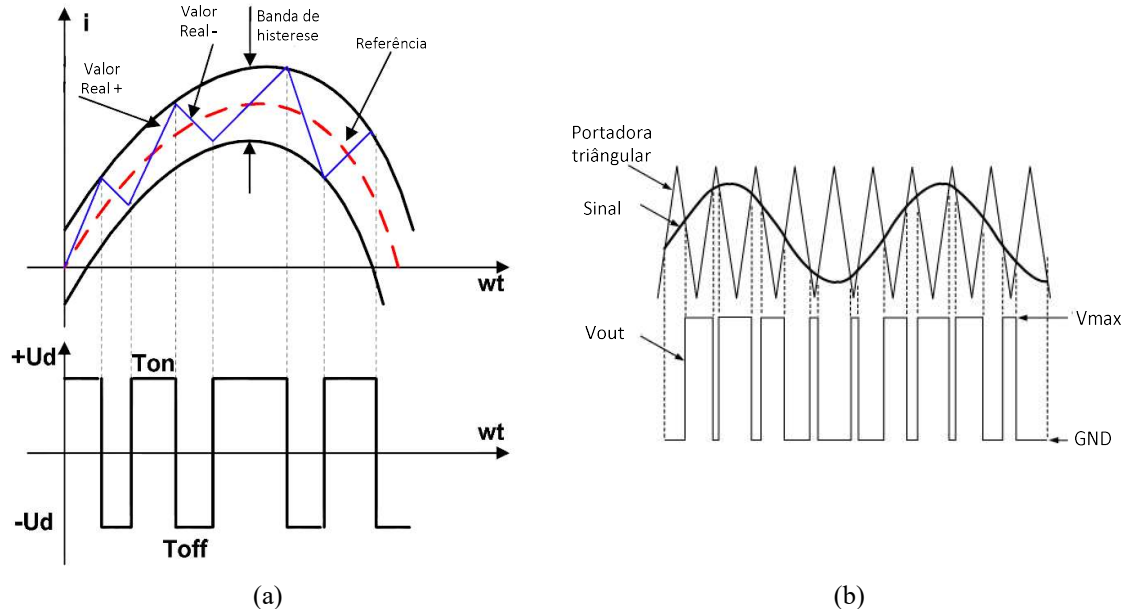 i
Valor
Real-
Banda de
histerese
Referência
Valor
Real+
wt
+Ud
Ton
wt
-Ud
Toff
(a)
Portadora
triângular
Sinal
Vout
Vmax
GND
(b)